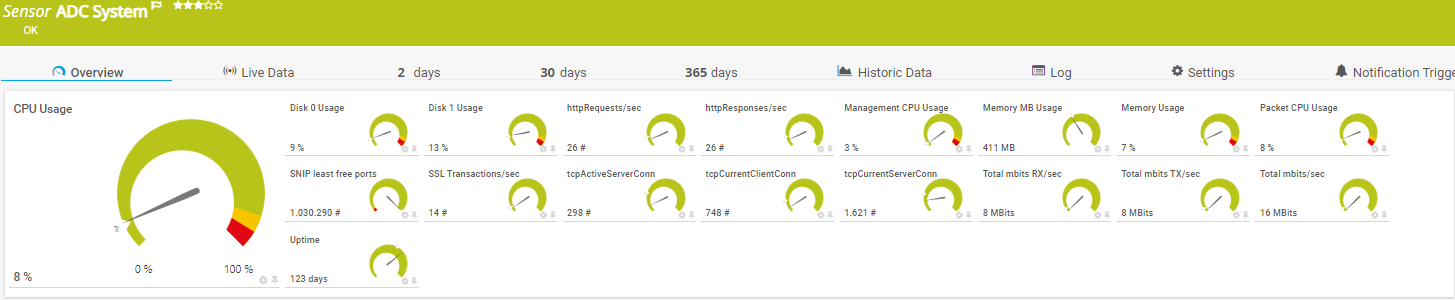 Sensor ADC System
OK
Overview
Live Data
2 days
30 days
365 days
Historic Data
Log
Settings
Notification Trigge
CPU Usage
8 %
0 %
100 %
Disk 0 Usage
9 %
Disk 1 Usage
13 %
httpRequests/sec
26 #
httpResponses/sec
26 #
Management CPU Usage
3 %
Memory MB Usage
411 MB
Memory Usage
7 %
Packet CPU Usage
8 %
SNIP least free ports
1.030.290 #
SSL Transactions/sec
14 #
tcpActiveServerConn
298 #
tcpCurrentClientConn
748 #
tcpCurrentServerConn
1.621 #
Total mbits RX/sec
8 MBits
Total mbits TX/sec
8 MBits
Total mbits/sec
16 MBits
Uptime
123 days